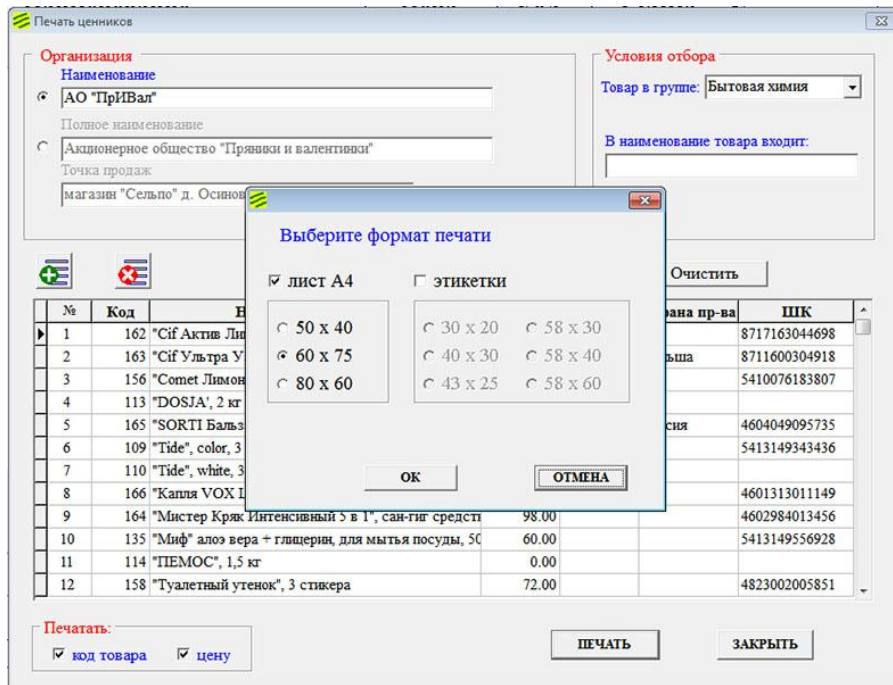 Печать ценников
Организация
Наименование
АО "ПрИВал"
Полное наименование
Акционерное общество "Пряники и валентинки"
Точка продаж
магазин "Сельпо" д. Осинов
Условия отбора
Товар в группе: Бытовая химия
В наименование товара входит:
Выберите формат печати
лист А4 этикетки
50 x 40 30 x 20 58 x 30
60 x 75 40 x 30 58 x 40
80 x 60 43 x 25 58 x 60
ОК ОТМЕНА
Очистить
№ Код Н ана пр-ва ШК
1 162 "Cif Актив Ли 8717163044698
2 163 "Cif Ультра У ьша 8711600304918
3 156 "Comet Лимон 5410076183807
4 113 "DOSJA', 2 кг
5 165 "SORTI Бальз сия 4604049095735
6 109 "Tide", color, 3 5413149343436
7 110 "Tide", white, 3
8 166 "Капля VOX 4601313011149
9 164 "Мистер Кряк Интенсивный 5 в 1", сан-гиг средств 98.00 4602984013456
10 135 "Миф" алоэ вера + глицерин, для мытья посуды, 50 60.00 5413149556928
11 114 "ПЕМОС", 1,5 кг 0.00
12 158 "Туалетный утенок", 3 стикера 72.00 4823002005851
Печатать:
код товара цену
ПЕЧАТЬ ЗАКРЫТЬ